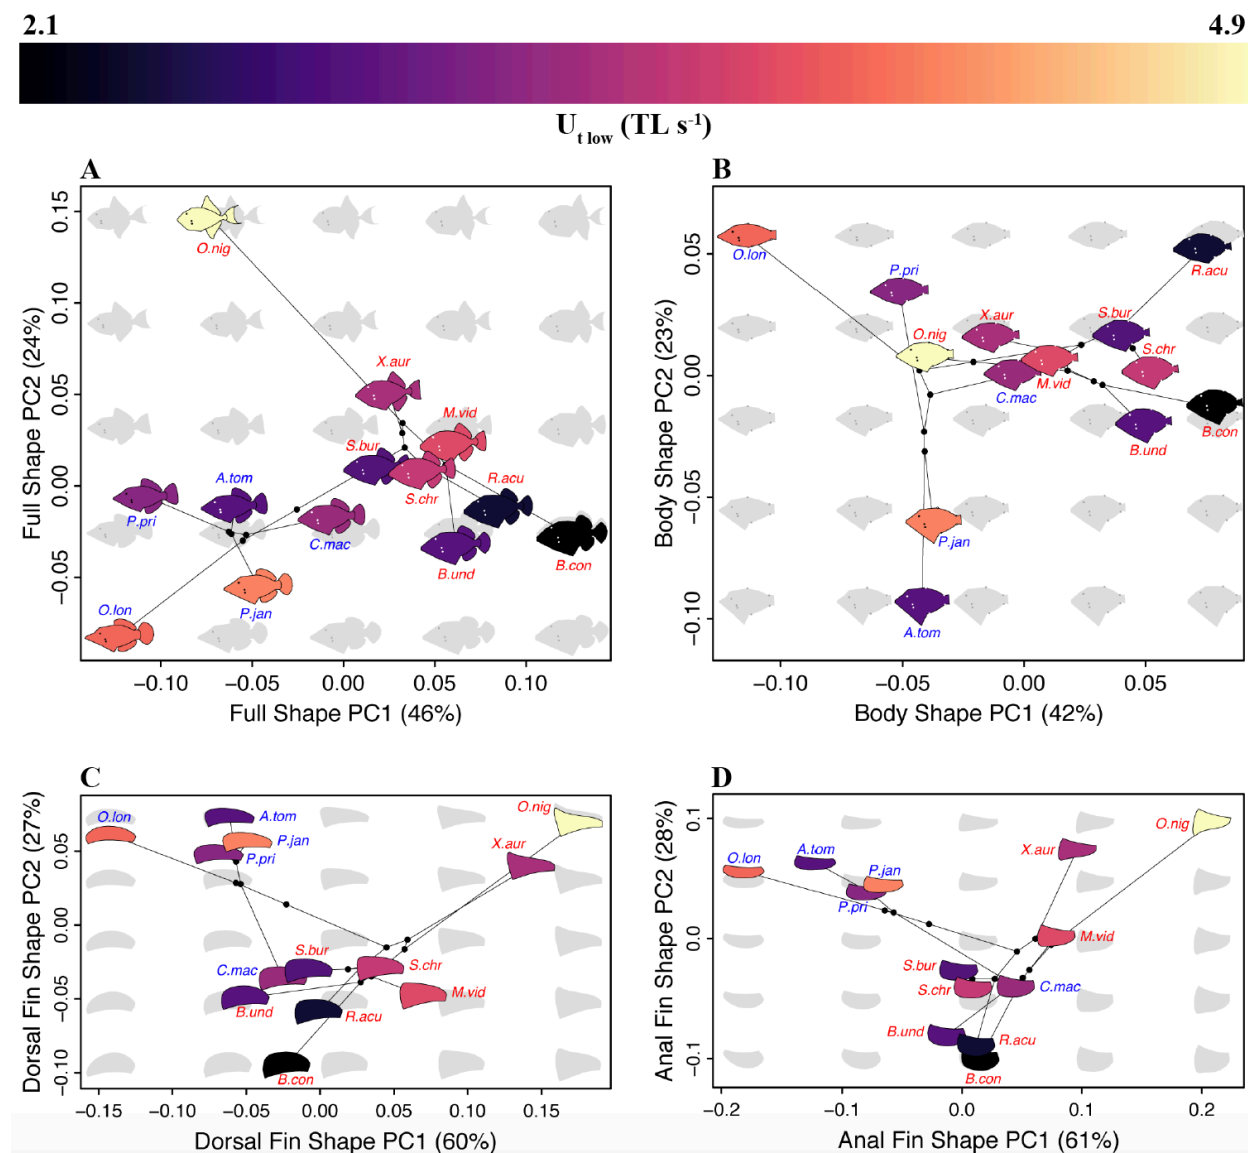 2.1 4.9
U_t low (TL s⁻¹)
A
0.15
0.10
0.05
0.00
−0.05
Full Shape PC2 (24%)
O.nig
X.aur
M.vid
S.bur
S.chr
R.acu
A.tom
P.pri
C.mac
B.und
B.con
P.jan
O.lon
−0.10 −0.05 0.00 0.05 0.10
Full Shape PC1 (46%)
B
0.05
0.00
−0.05
−0.10
Body Shape PC2 (23%)
O.lon
R.acu
P.pri
O.nig
X.aur
S.bur
S.chr
M.vid
C.mac
B.con
B.und
P.jan
A.tom
−0.10 −0.05 0.00 0.05
Body Shape PC1 (42%)
C
0.05
0.00
−0.05
−0.10
Dorsal Fin Shape PC2 (27%)
O.lon
A.tom
P.jan
P.pri
O.nig
X.aur
S.bur
C.mac
S.chr
B.und
R.acu
M.vid
B.con
−0.15 −0.10 −0.05 0.00 0.05 0.10 0.15
Dorsal Fin Shape PC1 (60%)
D
0.1
0.0
−0.1
Anal Fin Shape PC2 (28%)
O.nig
X.aur
A.tom
O.lon
P.jan
P.pri
M.vid
S.bur
S.chr
C.mac
B.und
R.acu
B.con
−0.2 −0.1 0.0 0.1 0.2
Anal Fin Shape PC1 (61%)